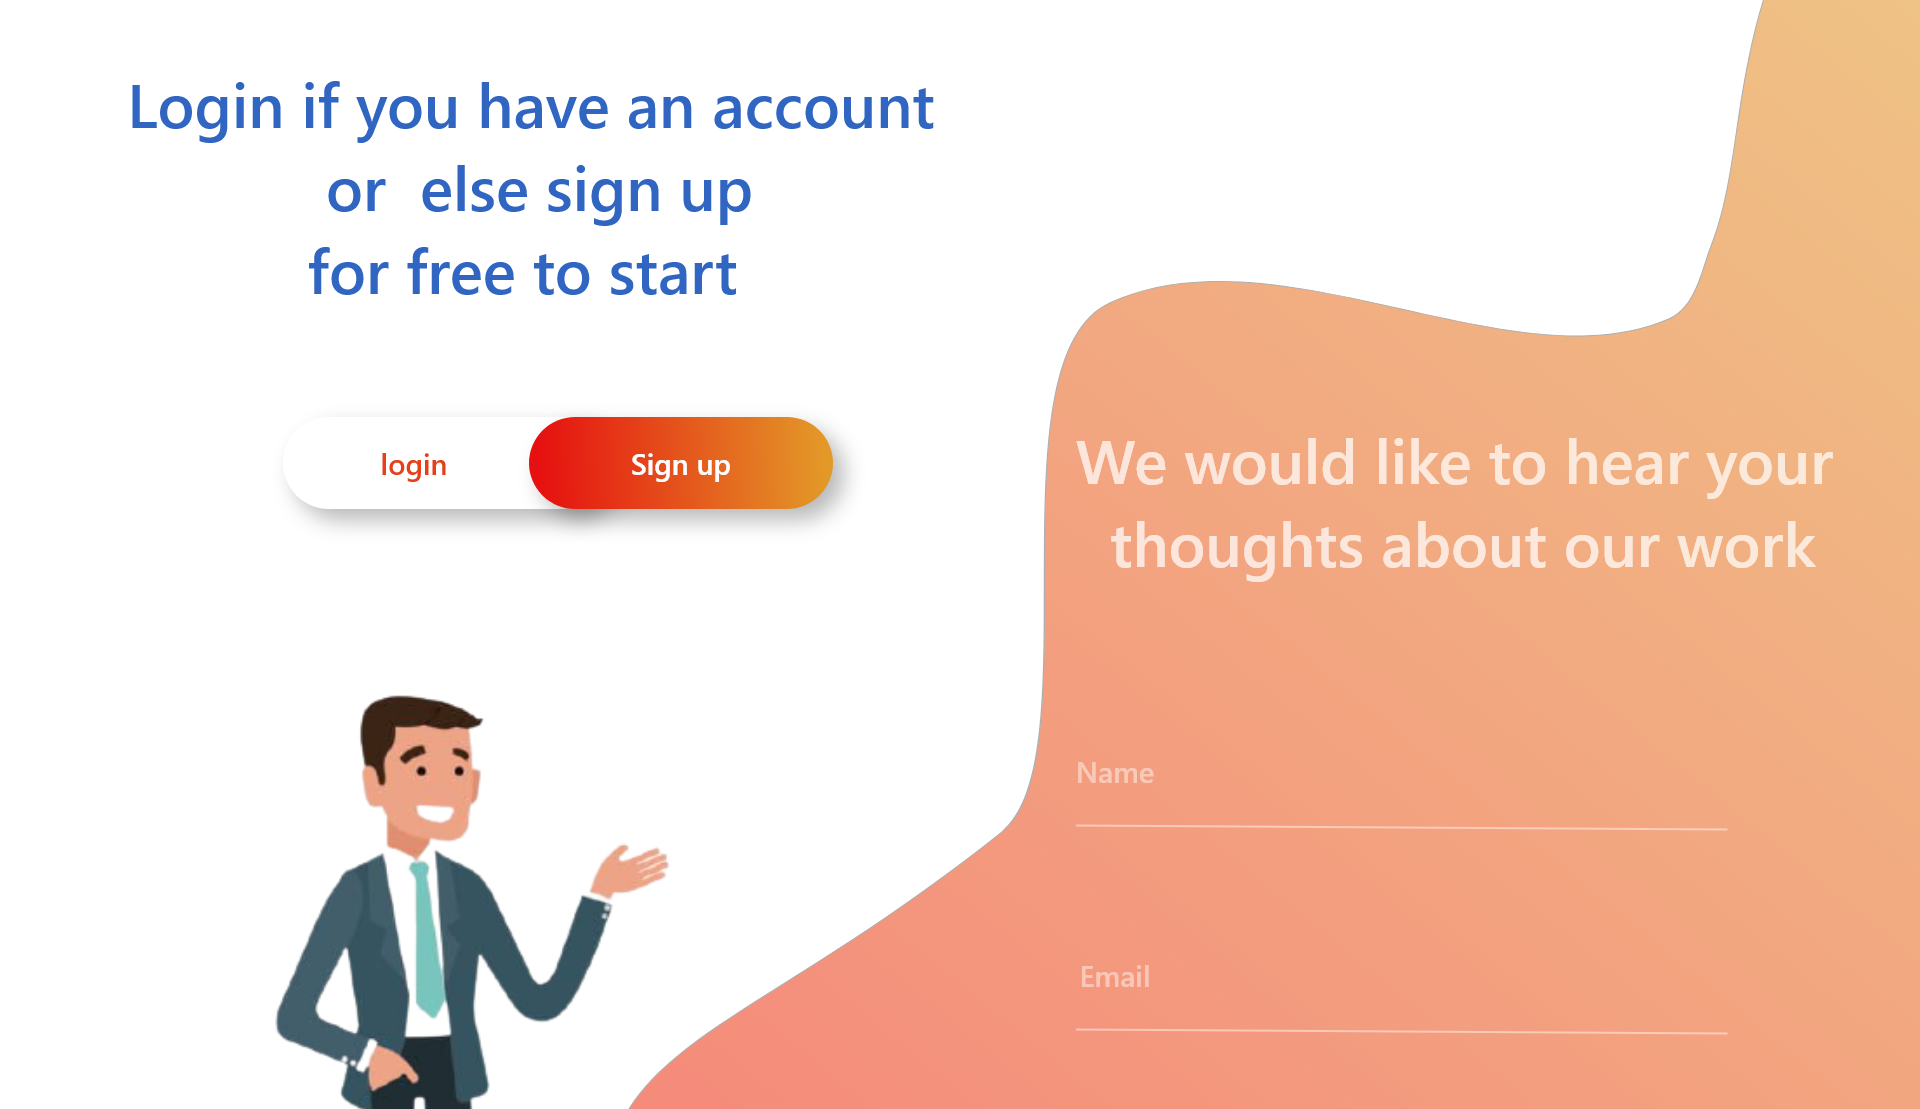 Login if you have an account
or else sign up
for free to start
login
Sign up
We would like to hear your
thoughts about our work
Name
Email